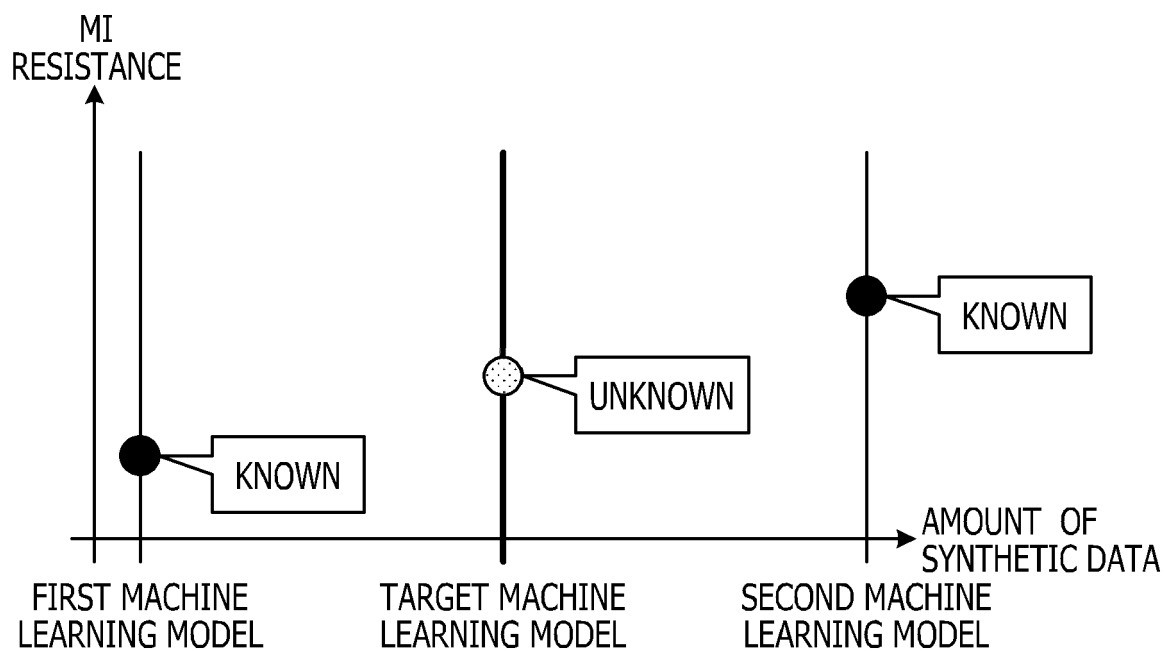 MI
RESISTANCE
KNOWN
UNKNOWN
KNOWN
AMOUNT OF
SYNTHETIC DATA
FIRST MACHINE
LEARNING MODEL
TARGET MACHINE
LEARNING MODEL
SECOND MACHINE
LEARNING MODEL